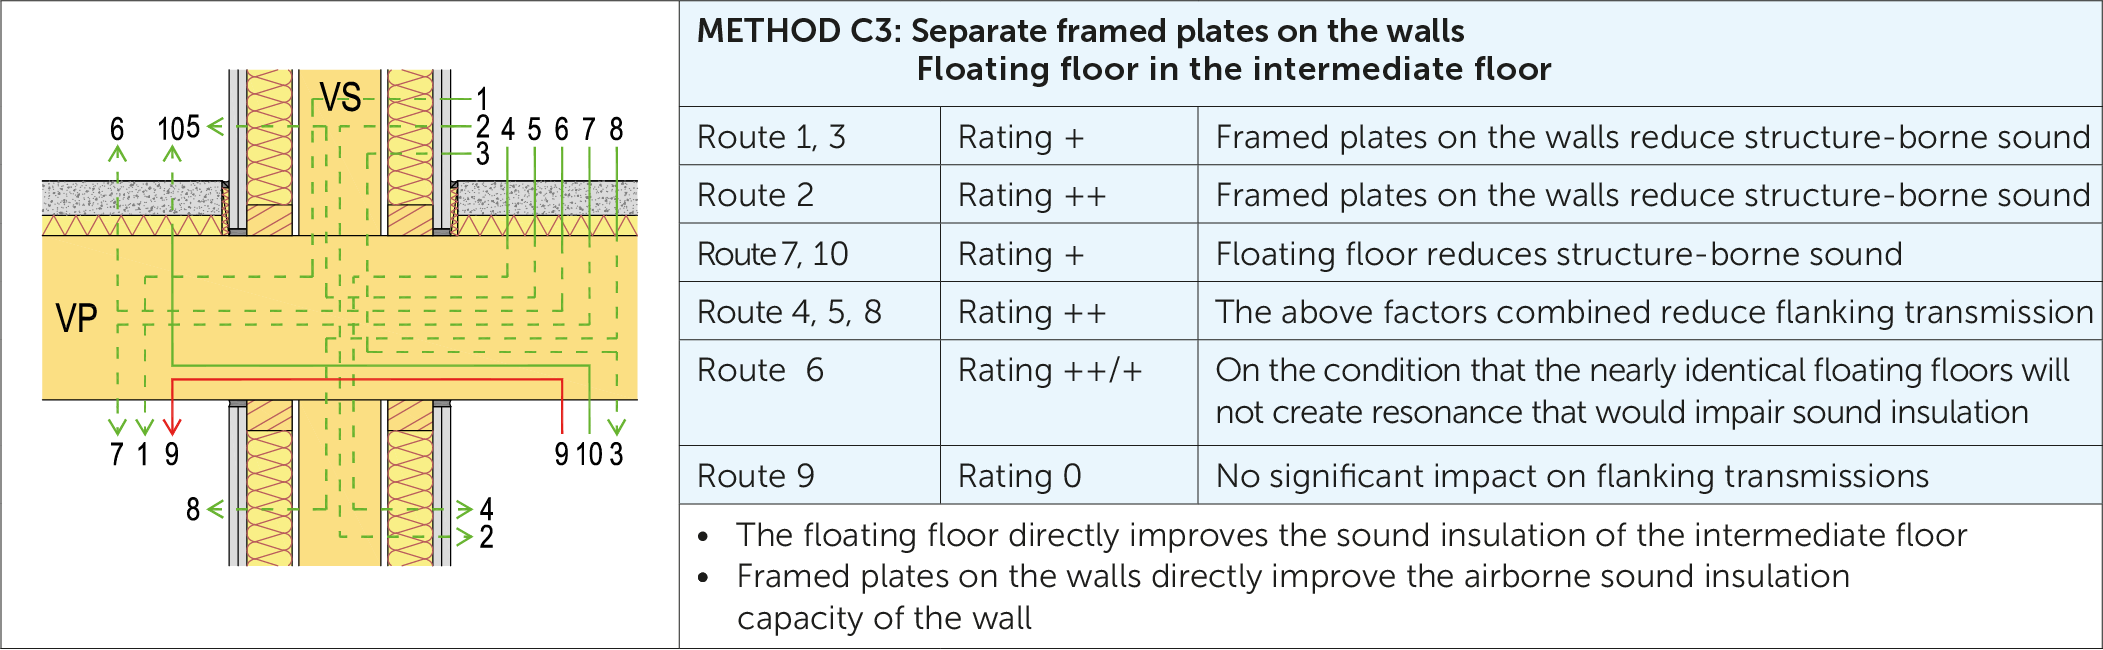 VS
1
6 10 5 2 4 5 6 7 8
3
VP
7 1 9 9 10 3
8 4
2
METHOD C3: Separate framed plates on the walls
Floating floor in the intermediate floor
Route 1, 3 Rating + Framed plates on the walls reduce structure-borne sound
Route 2 Rating ++ Framed plates on the walls reduce structure-borne sound
Route 7, 10 Rating + Floating floor reduces structure-borne sound
Route 4, 5, 8 Rating ++ The above factors combined reduce flanking transmission
Route 6 Rating ++/+ On the condition that the nearly identical floating floors will
not create resonance that would impair sound insulation
Route 9 Rating 0 No significant impact on flanking transmissions
• The floating floor directly improves the sound insulation of the intermediate floor
• Framed plates on the walls directly improve the airborne sound insulation
capacity of the wall